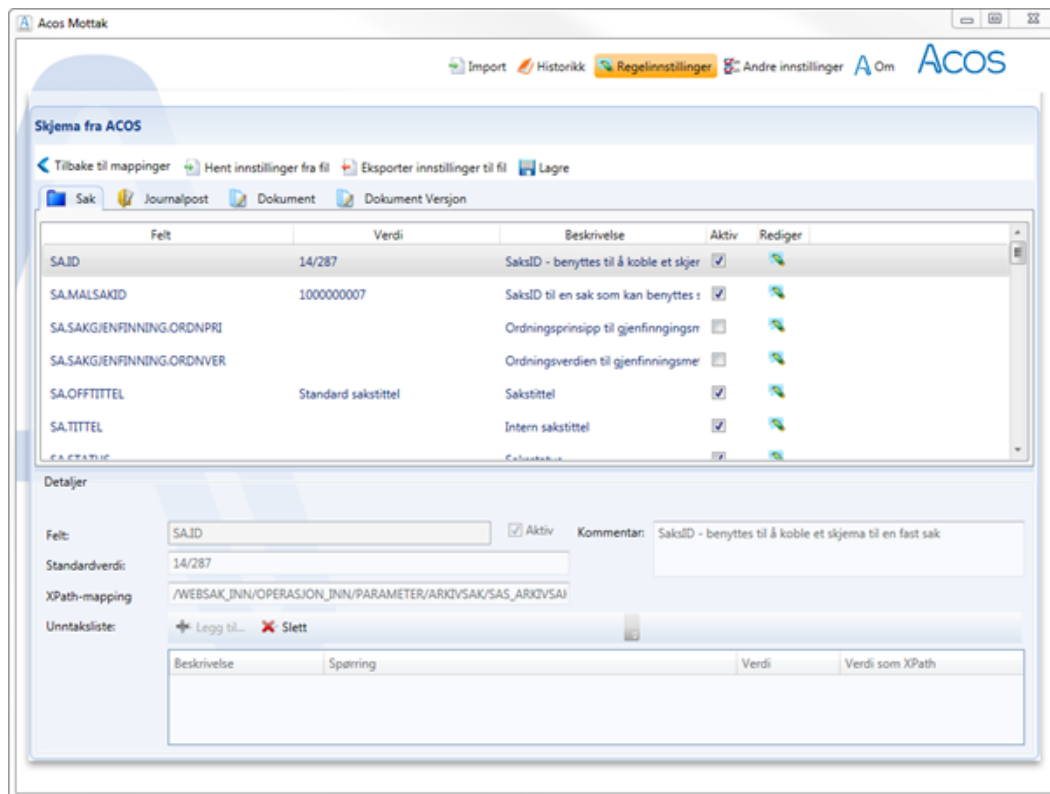 Acos Mottak
Import Historikk Regelinnstillinger Andre innstillinger Om ACOS
Skjema fra ACOS
Tilbake til mappinger Hent innstillinger fra fil Eksporter innstillinger til fil Lagre
Sak Journalpost Dokument Dokument Versjon
Felt Verdi Beskrivelse Aktiv Rediger
SA.ID 14/287 SaksID - benyttes til å koble et skjer
SA.MALSAKID 1000000007 SaksID til en sak som kan benyttes s
SA.SAKGJENFINNING.ORDNPRI Ordningsprinsipp til gjenfinngingsm
SA.SAKGJENFINNING.ORDNVER Ordningsverdien til gjenfinningsme
SA.OFFTITTEL Standard sakstittel Sakstittel
SA.TITTEL Intern sakstittel
SA.STATUS Saksstatus
Detaljer
Felt: SA.ID Aktiv Kommentar: SaksID - benyttes til å koble et skjema til en fast sak
Standardverdi: 14/287
XPath-mapping /WEBSAK_INN/OPERASJON_INN/PARAMETER/ARKIVSAK/SAS_ARKIVSAK
Unntaksliste: Legg til... Slett
Beskrivelse Spørring Verdi Verdi som XPath